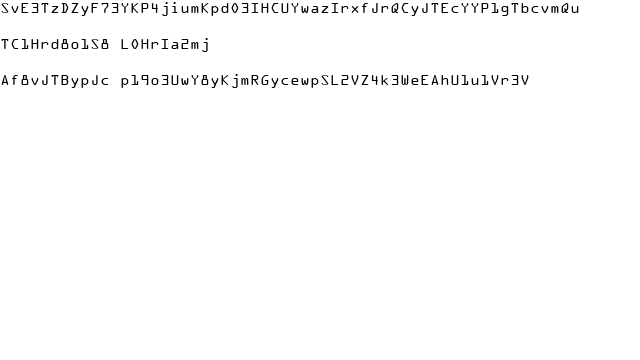 SvE3TzDZyF73YKP4jiumKpd03IHCUYwazIrxfJrQCyJTEcYYP1gTbcvmQu
TC1Hrd8o1S8 L0HrIa2mj
Af8vJTBypJc p19o3UwY8yKjmRGycewpSL2VZ4k3WeEAhU1u1Vr3V